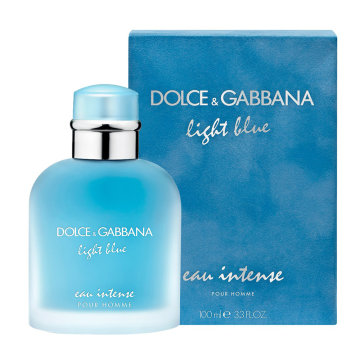 DOLCE & GABBANA
light blue
eau intense
POUR HOMME
100 ml e 3.3 FL.OZ.
DOLCE & GABBANA
light blue
eau intense
POUR HOMME